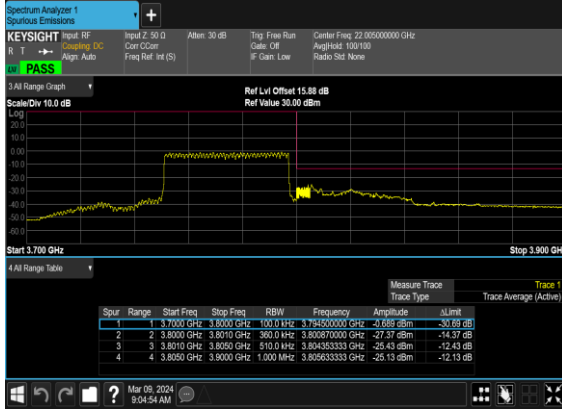 Spectrum Analyzer 1
Spurious Emissions
KEYSIGHT Input: RF Input Z: 50 Ω Atten: 30 dB Trig: Free Run Center Freq: 22.005000000 GHz
R T Coupling: DC Corr CCorr Gate: Off Avg|Hold: 100/100
Align: Auto Freq Ref: Int (S) IF Gain: Low Radio Std: None
PASS
3 All Range Graph
Ref Lvl Offset 15.88 dB
Scale/Div 10.0 dB Ref Value 30.00 dBm
Log
20.0
10.0
0.00
-10.0
-20.0
-30.0
-40.0
-50.0
-60.0
Start 3.700 GHz Stop 3.900 GH
4 All Range Table
Measure Trace Trace 1
Trace Type Trace Average (Active)
Spur Range Start Freq Stop Freq RBW Frequency Amplitude ΔLimit
1 1 3.7000 GHz 3.8000 GHz 100.0 kHz 3.794500000 GHz -0.689 dBm -30.69 dB
2 2 3.8000 GHz 3.8010 GHz 360.0 kHz 3.800870000 GHz -27.37 dBm -14.37 dB
3 3 3.8010 GHz 3.8050 GHz 510.0 kHz 3.804353333 GHz -25.43 dBm -12.43 dB
4 4 3.8050 GHz 3.9000 GHz 1.000 MHz 3.805633333 GHz -25.13 dBm -12.13 dB
Mar 09, 2024
9:04:54 AM